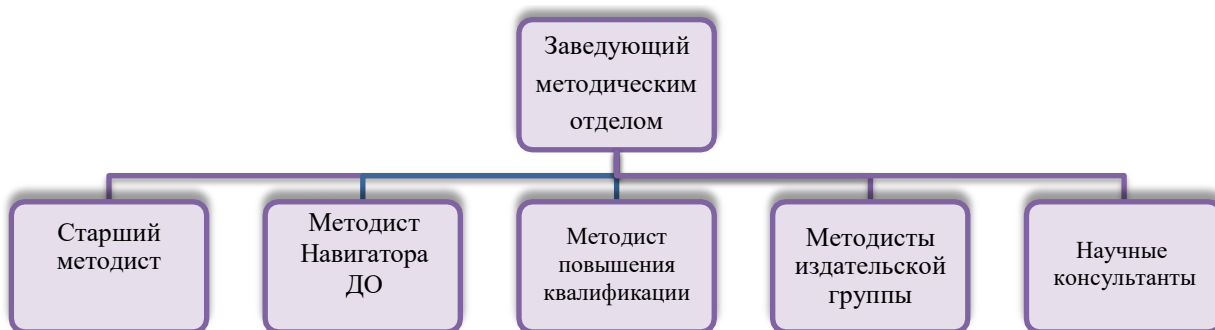 Заведующий
методическим
отделом
Старший
методист
Методист
Навигатора
ДО
Методист
повышения
квалификации
Методисты
издательской
группы
Научные
консультанты